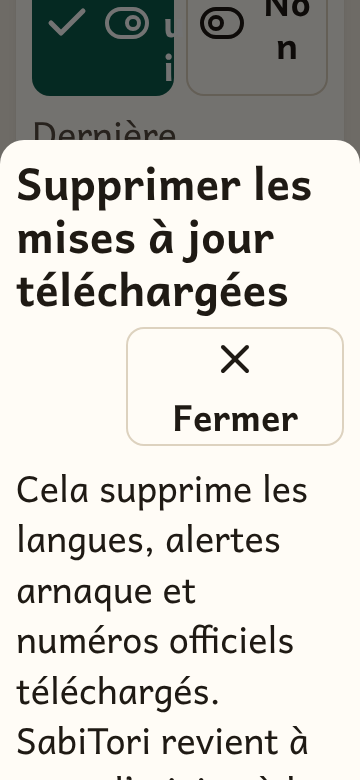 No
n
Dernière
Supprimer les
mises à jour
téléchargées
Fermer
Cela supprime les
langues, alertes
arnaque et
numéros officiels
téléchargés.
SabiTori revient à